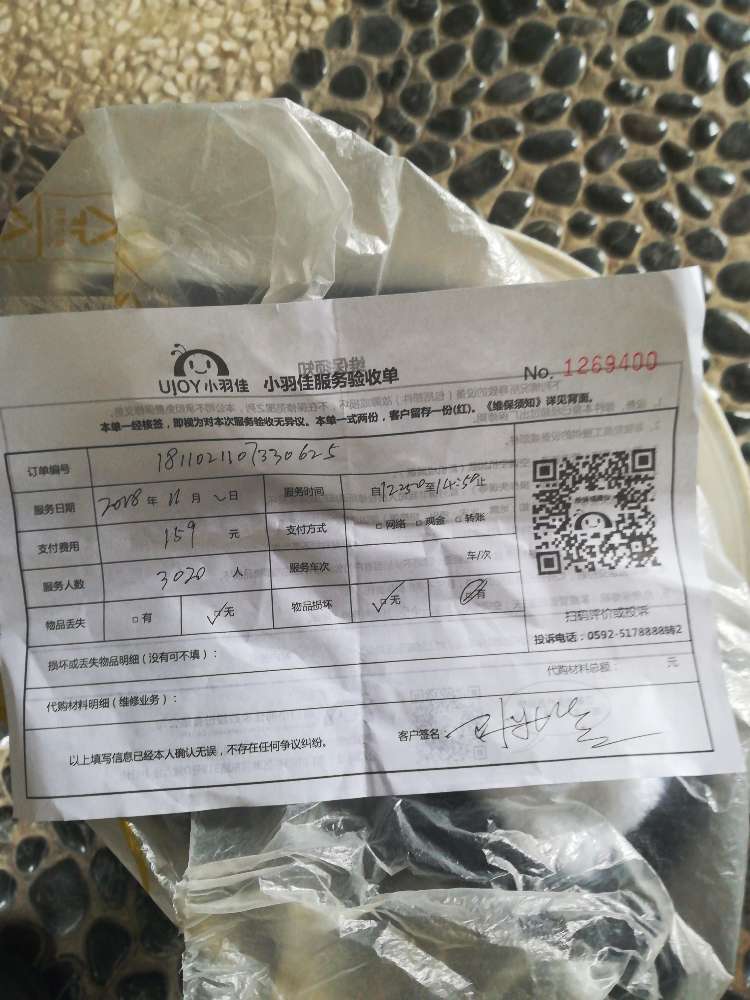 UJOY小羽佳 小羽佳服务验收单 No. 1269400
本单一经核签，即视为对本次服务验收无异议。本单一式两份，客户留存一份(红)。《维保须知》详见背面。
订单编号 1811021107330625
服务日期 2018 年 11 月 2日 服务时间 自12:50至14:50止
支付费用 159 元 支付方式 □网络 □现金 □转账
服务人数 3020 人 服务车次 车/次
物品丢失 □有 □无 物品损坏 □无 □有
扫码评价或投诉
投诉电话：0592-5178888转2
损坏或丢失物品明细（没有可不填）：
代购材料总额： 元
代购材料明细（维修业务）：
以上填写信息已经本人确认无误，不存在任何争议纠纷。 客户签名：